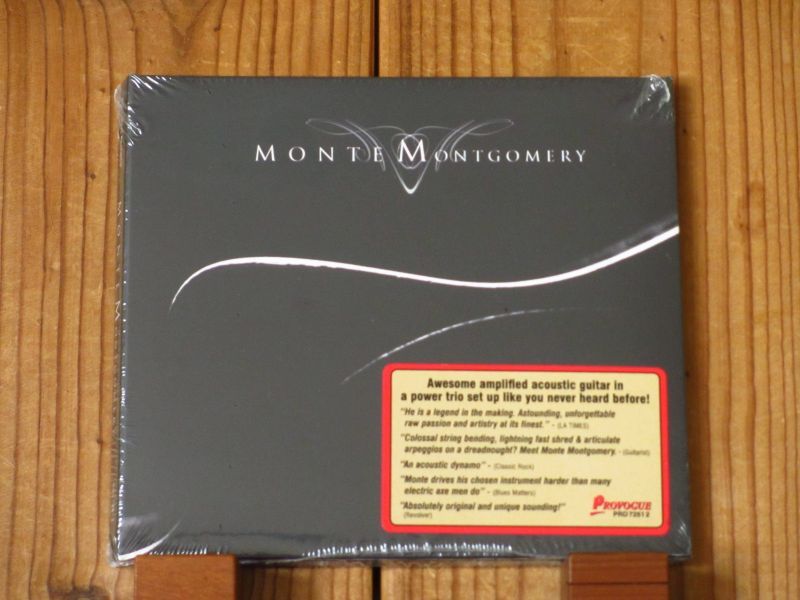 MONTE MONTGOMERY
Awesome amplified acoustic guitar in
a power trio set up like you never heard before!
"He is a legend in the making. Astounding, unforgettable
raw passion and artistry at its finest." - (LA TIMES)
"Colossal string bending, lightning fast shred & articulate
arpeggios on a dreadnought? Meet Monte Montgomery. - (Guitarist)
"An acoustic dynamo" - (Classic Rock)
"Monte drives his chosen instrument harder than many
electric axe men do" - (Blues Matters)
"Absolutely original and unique sounding!"
(Revolver)
PROVOGUE
PRD 7251 2